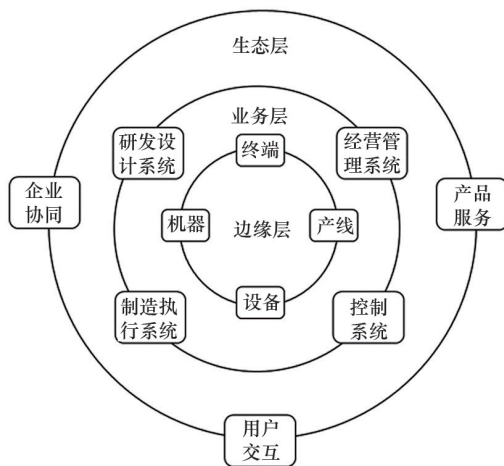 生态层
业务层
研发设
计系统
经营管
理系统
终端
企业
协同
产品
服务
机器
边缘层
产线
设备
制造执
行系统
控制
系统
用户
交互